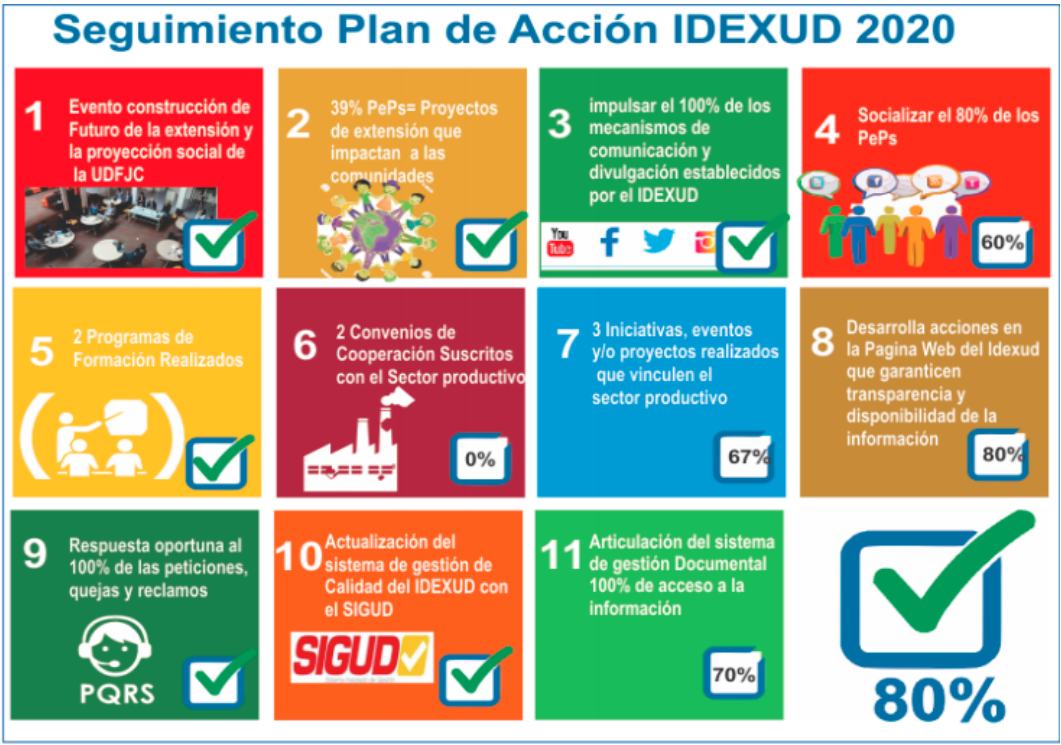 Seguimiento Plan de Acción IDEXUD 2020
1
Evento construcción de
Futuro de la extensión y
la proyección social de
la UDFJC
2
39% PePs= Proyectos
de extensión que
impactan a las
comunidades
3
impulsar el 100% de los
mecanismos de
comunicación y
divulgación establecidos
por el IDEXUD
You
Tube
4
Socializar el 80% de los
PePs
60%
5
2 Programas de
Formación Realizados
6
2 Convenios de
Cooperación Suscritos
con el Sector productivo
0%
7
3 Iniciativas, eventos
y/o proyectos realizados
que vinculen el
sector productivo
67%
8
Desarrolla acciones en
la Pagina Web del Idexud
que garanticen
transparencia y
disponibilidad de la
información
80%
9
Respuesta oportuna al
100% de las peticiones,
quejas y reclamos
PQRS
10
Actualización del
sistema de gestión de
Calidad del IDEXUD con
el SIGUD
SIGUD
11
Articulación del sistema
de gestión Documental
100% de acceso a la
información
70%
80%